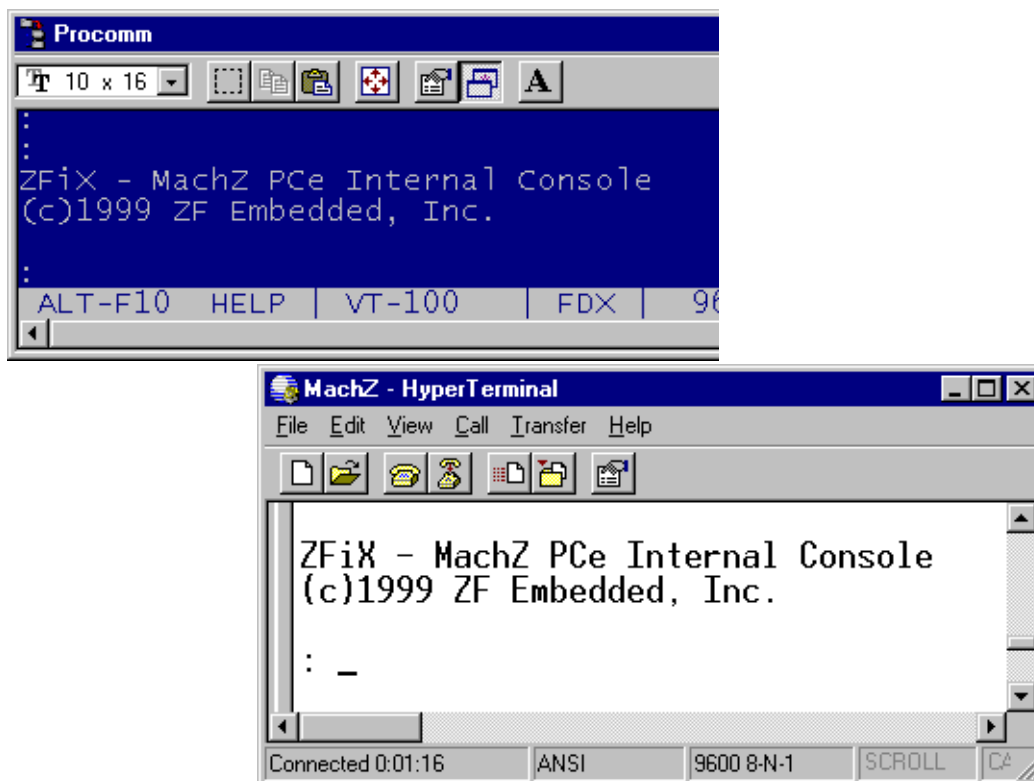 Procomm
10 x 16
A
:
:
ZFiX - MachZ PCe Internal Console
(c)1999 ZF Embedded, Inc.
:
ALT-F10 HELP | VT-100 | FDX | 96
MachZ - HyperTerminal
File Edit View Call Transfer Help
ZFiX - MachZ PCe Internal Console
(c)1999 ZF Embedded, Inc.
: _
Connected 0:01:16 ANSI 9600 8-N-1 SCROLL CA